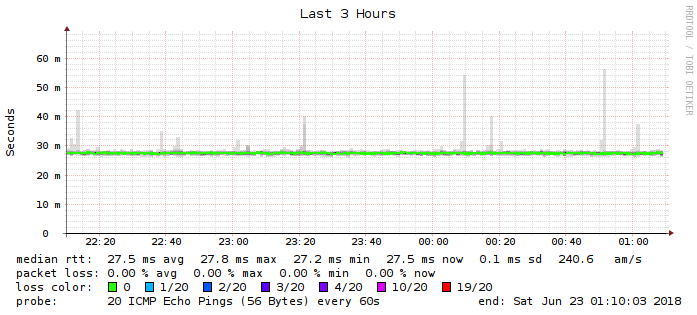 Last 3 Hours
RRDTOOL / TOBI OETIKER
Seconds
60 m
50 m
40 m
30 m
20 m
10 m
0
22:20 22:40 23:00 23:20 23:40 00:00 00:20 00:40 01:00
median rtt: 27.5 ms avg 27.8 ms max 27.2 ms min 27.5 ms now 0.1 ms sd 240.6 am/s
packet loss: 0.00 % avg 0.00 % max 0.00 % min 0.00 % now
loss color: 0 1/20 2/20 3/20 4/20 10/20 19/20
probe: 20 ICMP Echo Pings (56 Bytes) every 60s end: Sat Jun 23 01:10:03 2018